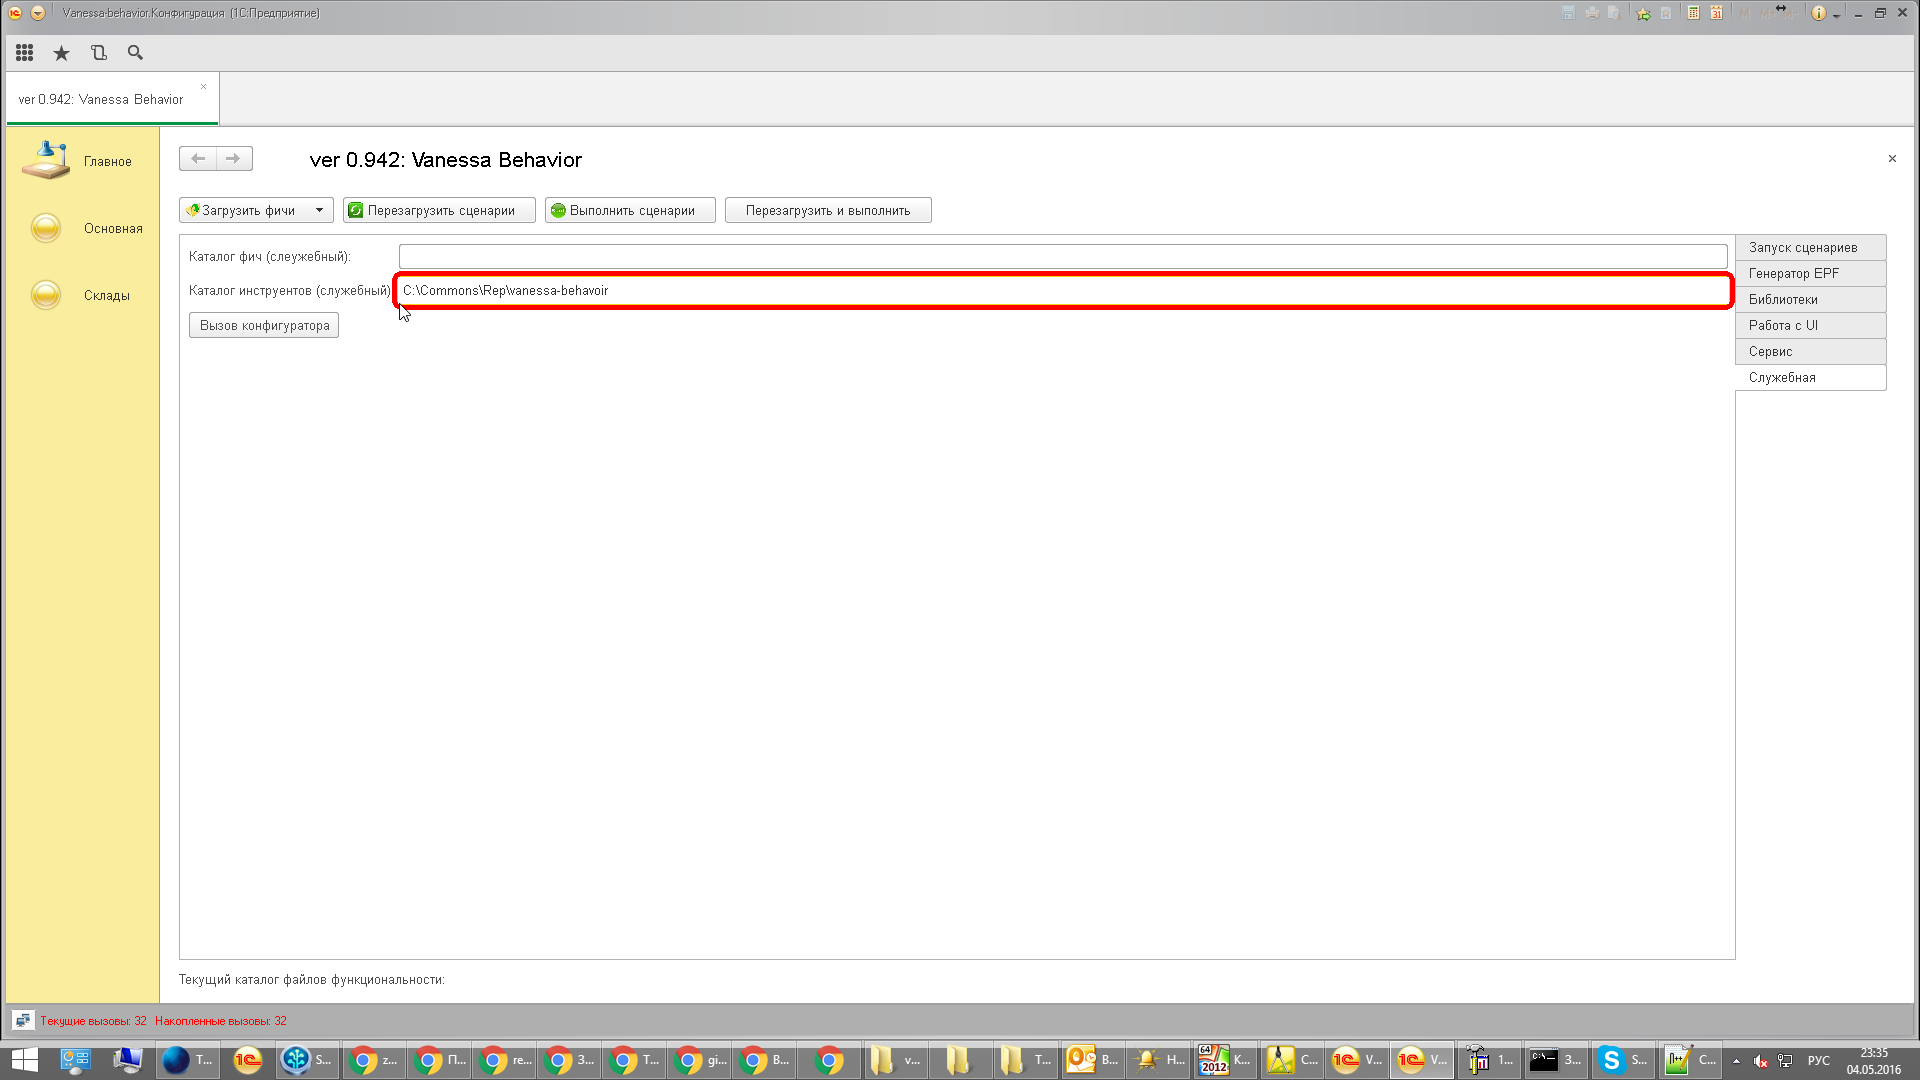 Vanessa-behavior.Конфигурация (1С:Предприятие)
ver 0.942: Vanessa Behavior
Главное
Основная
Склады
ver 0.942: Vanessa Behavior
Загрузить фичи
Перезагрузить сценарии
Выполнить сценарии
Перезагрузить и выполнить
Каталог фич (слеужебный):
Каталог инструентов (служебный)
C:\Commons\Rep\vanessa-behavoir
Вызов конфигуратора
Запуск сценариев
Генератор EPF
Библиотеки
Работа с UI
Сервис
Служебная
Текущий каталог файлов функциональности:
Текущие вызовы: 32 Накопленные вызовы: 32
T...
S...
z...
П...
re...
З...
T...
gi...
B...
v...
T...
B...
H...
64
2012
K...
C...
V...
V...
1...
C:\
З...
S...
C...
РУС
23:35
04.05.2016